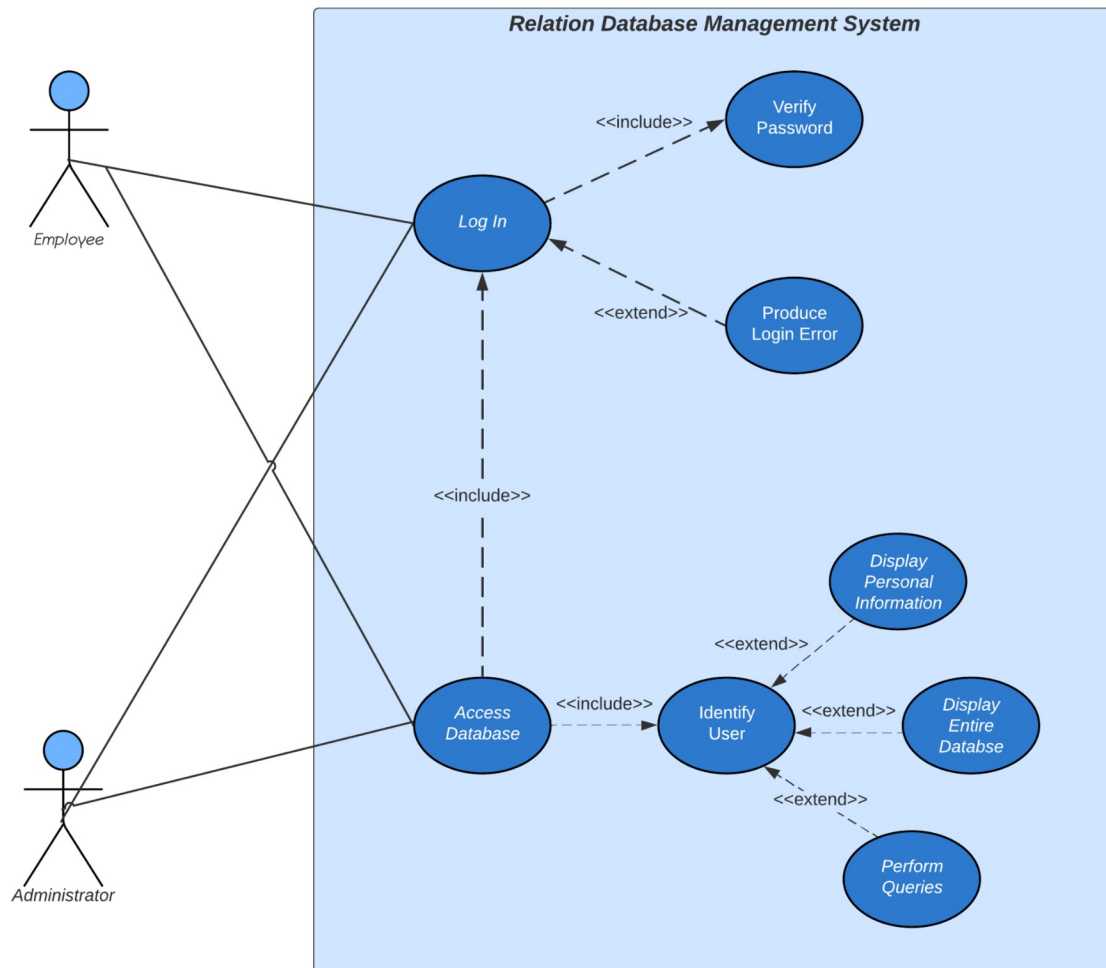 Relation Database Management System
Verify
Password
<<include>>
Log In
Employee
Produce
Login Error
<<extend>>
<<include>>
Display
Personal
Information
<<extend>>
Access
Database
<<include>>
Identify
User
<<extend>>
Display
Entire
Databse
<<extend>>
Perform
Queries
Administrator